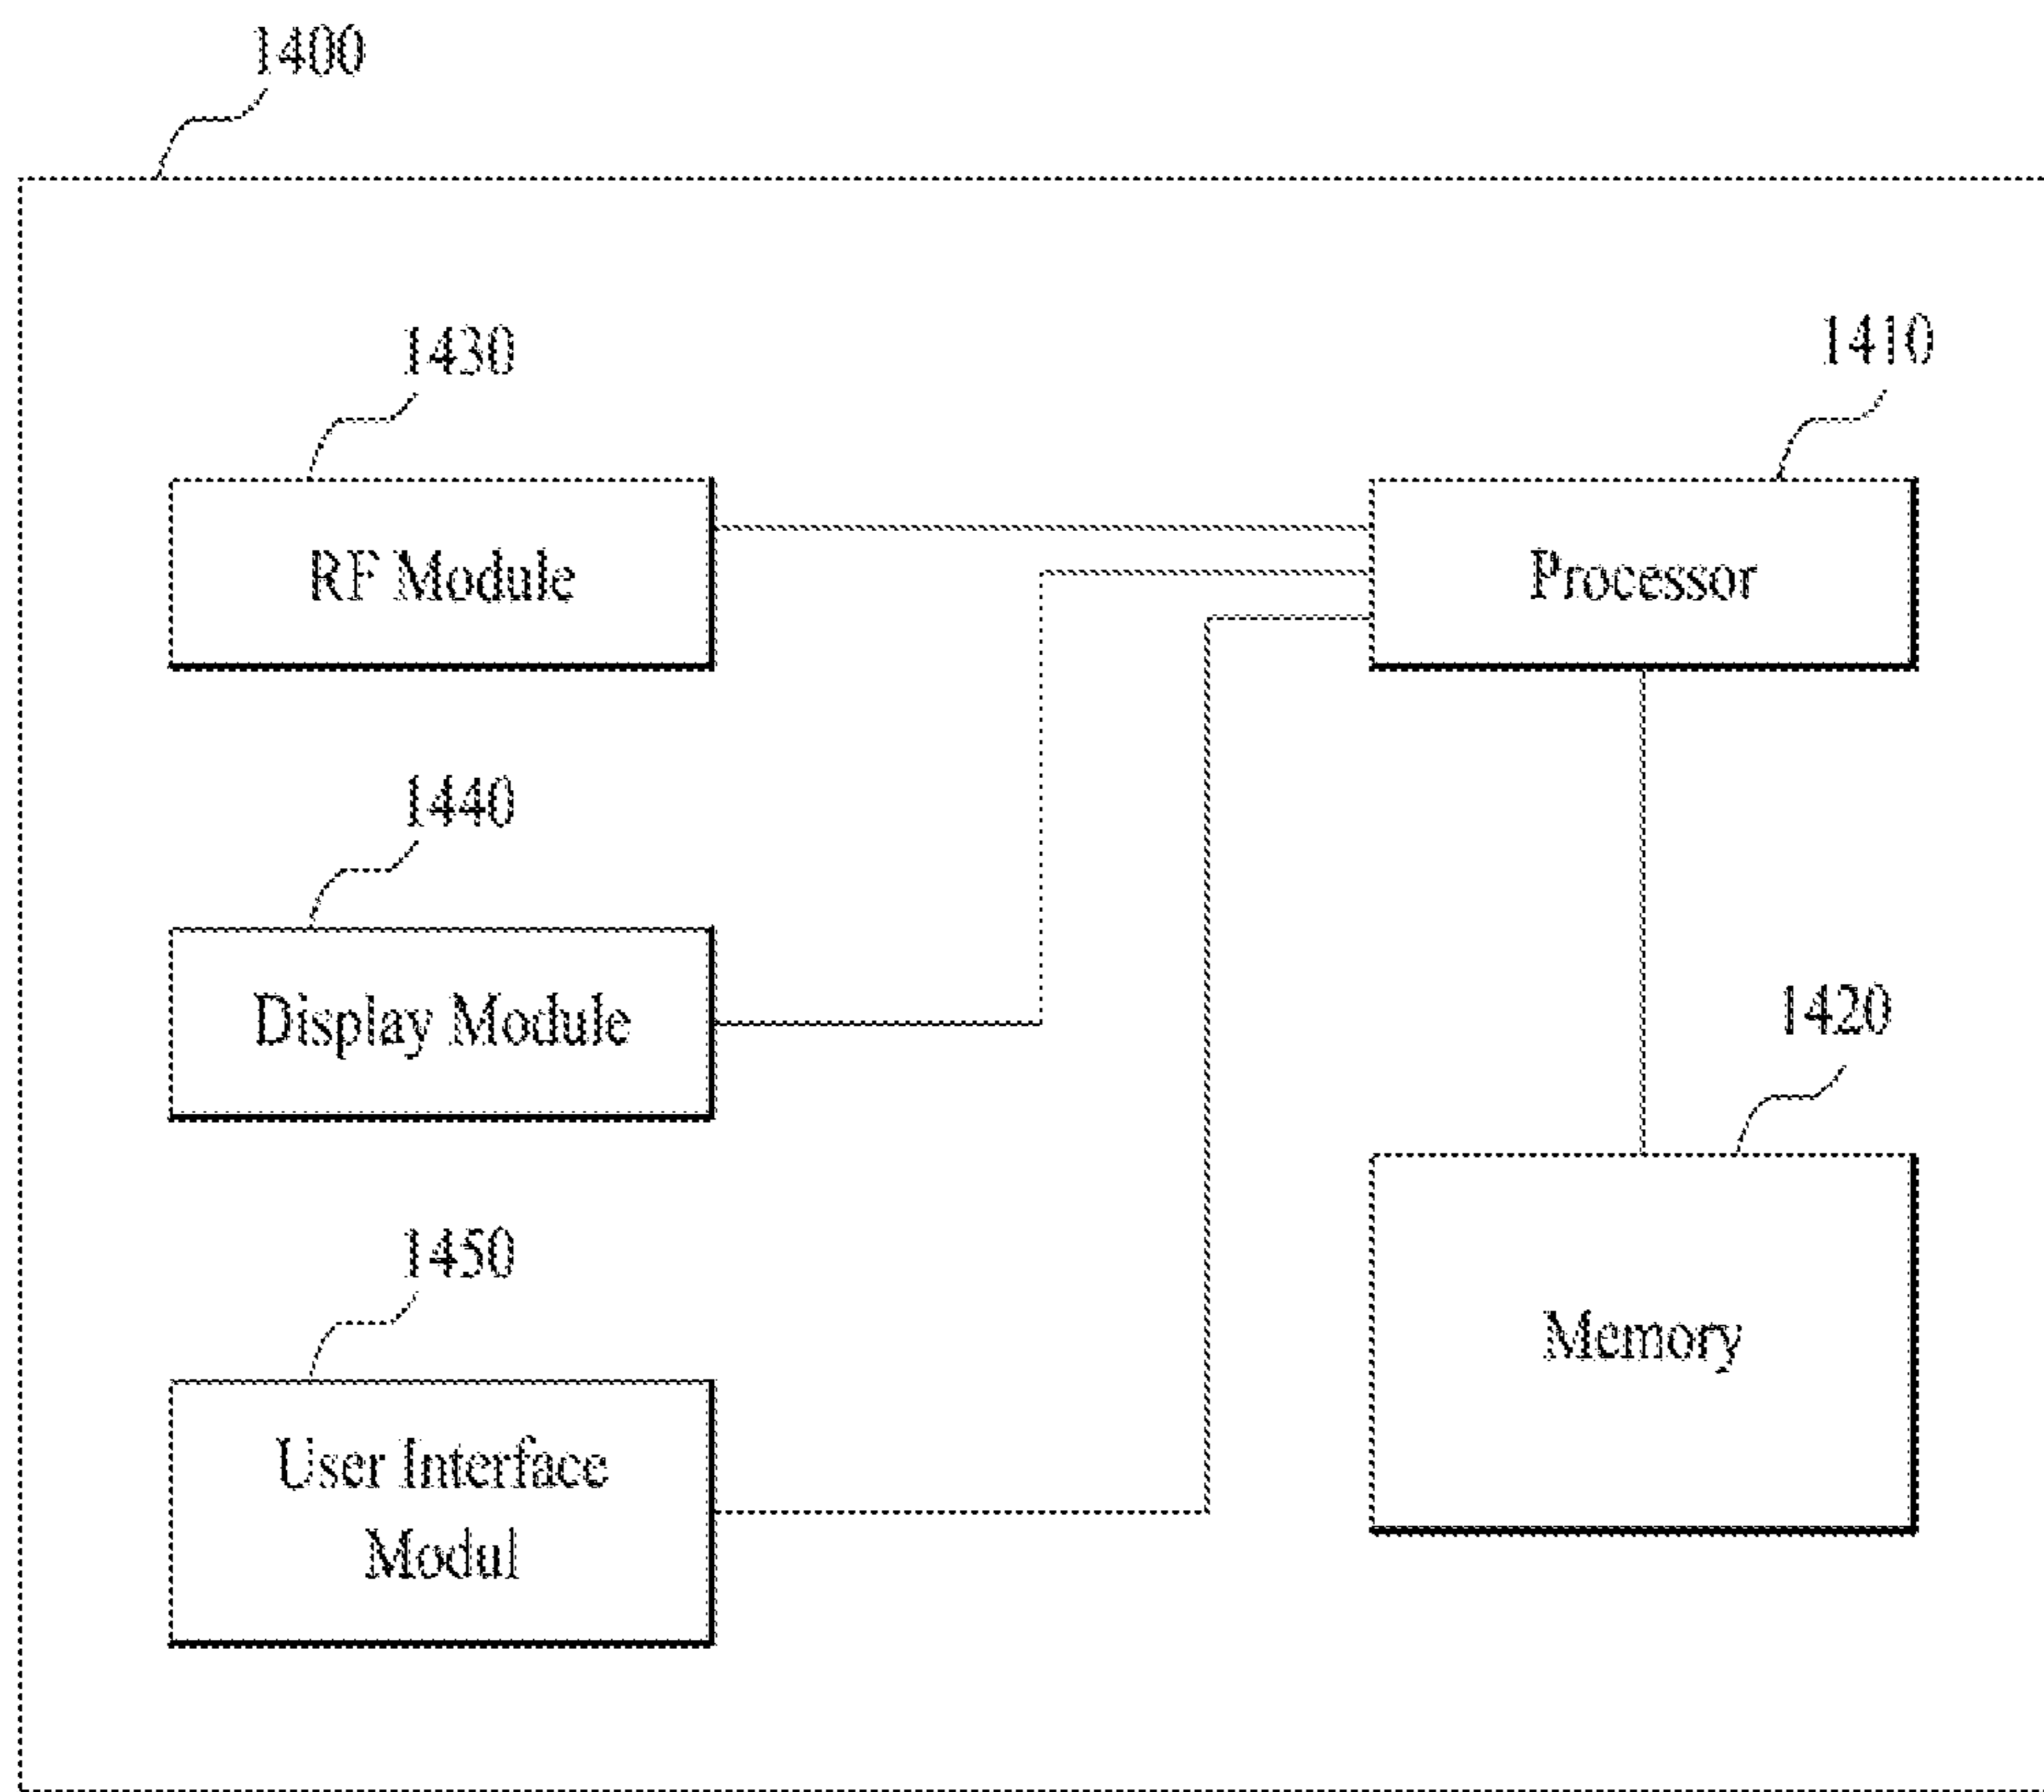 1400
1430
1410
RF Module
Processor
1440
Display Module
1420
1450
Memory
User Interface
Modul